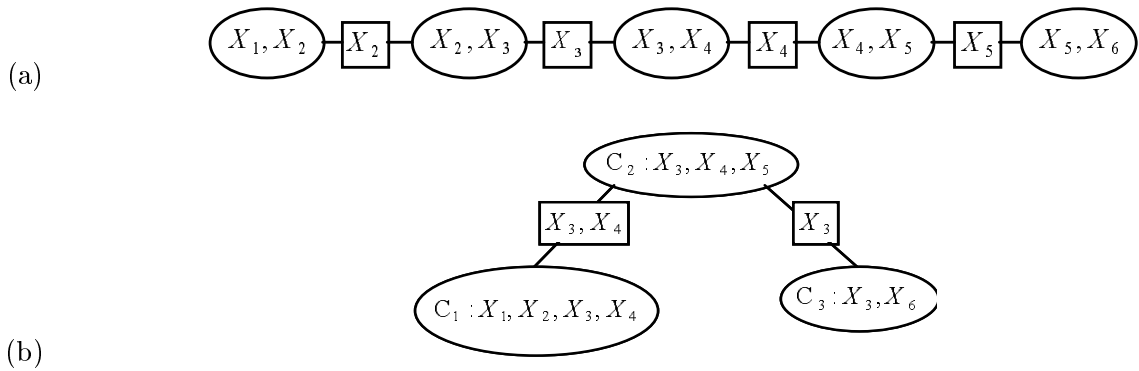 X₁, X₂ X₂ X₂, X₃ X₃ X₃, X₄ X₄ X₄, X₅ X₅ X₅, X₆
(a)
C₂ : X₃, X₄, X₅
X₃, X₄ X₃
C₁ : X₁, X₂, X₃, X₄ C₃ : X₃, X₆
(b)